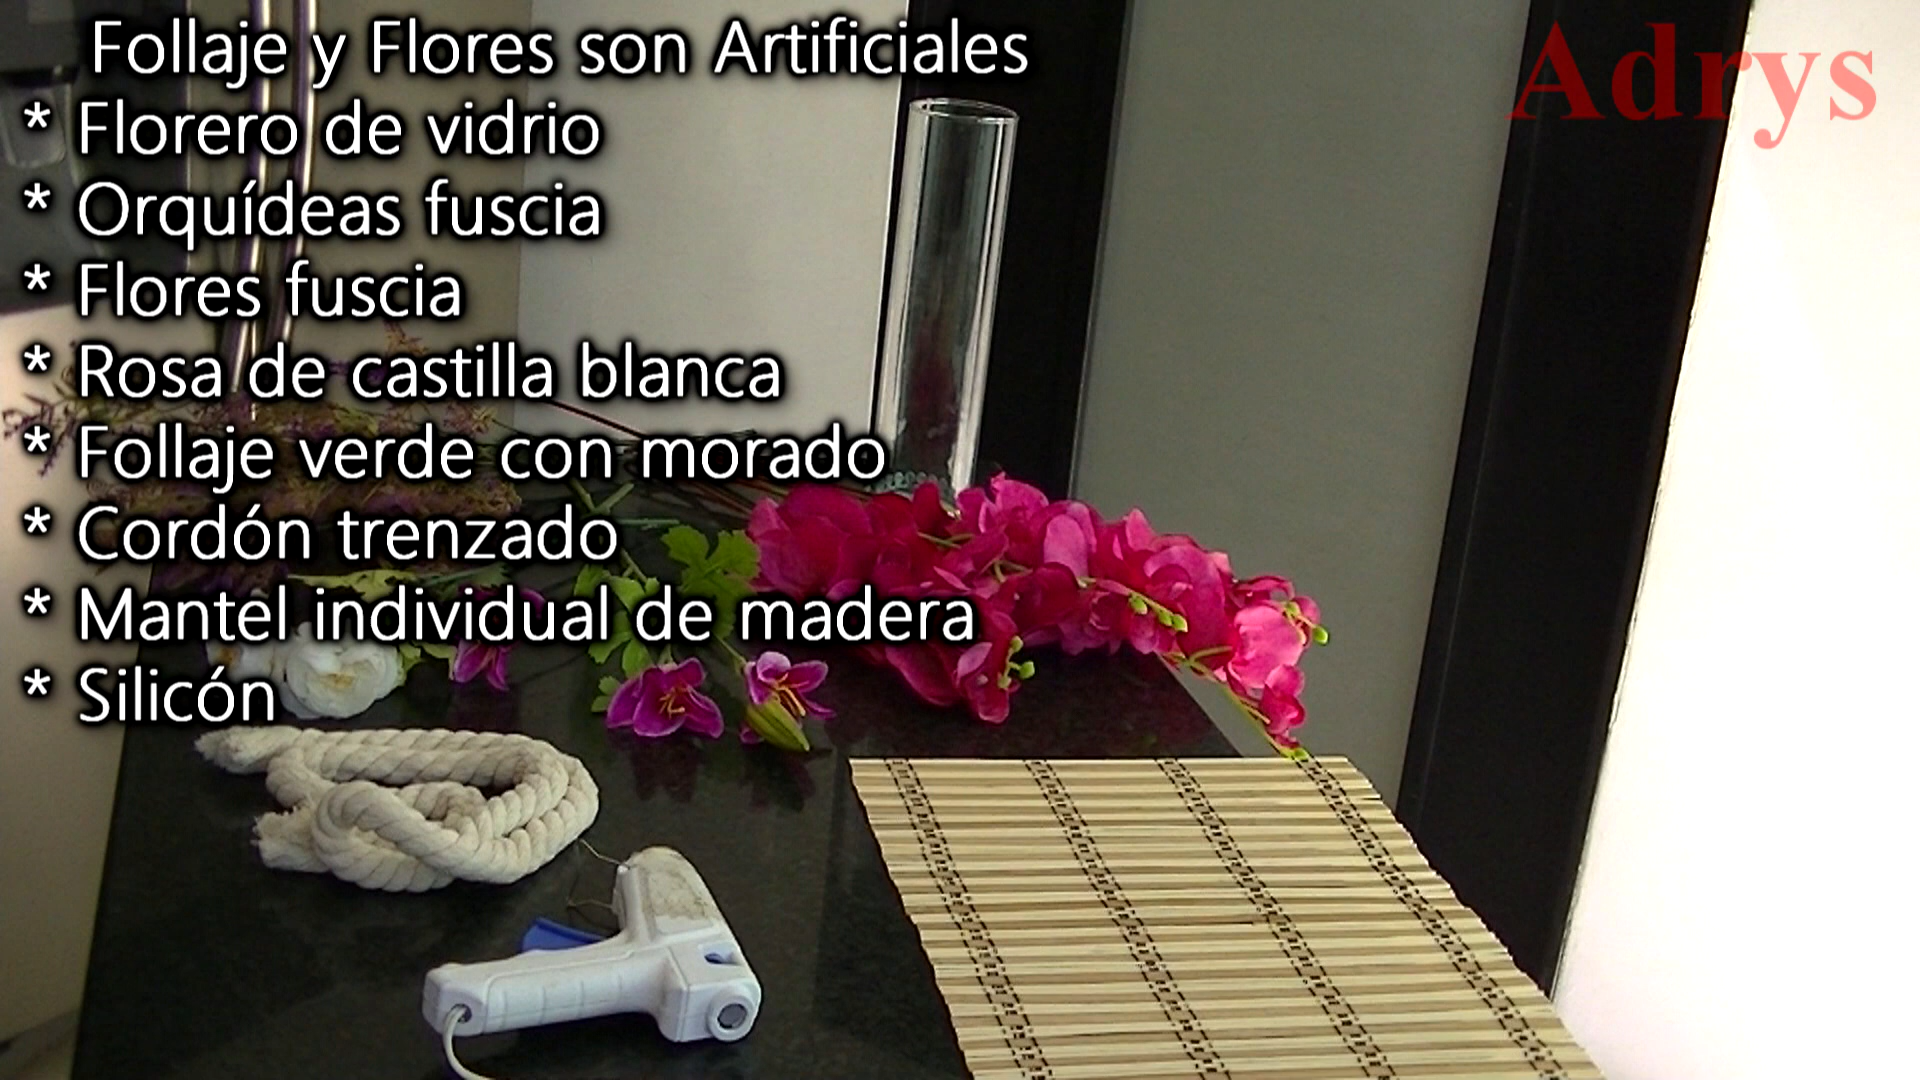 Follaje y Flores son Artificiales
Adrys
* Florero de vidrio
* Orquídeas fuscia
* Flores fuscia
* Rosa de castilla blanca
* Follaje verde con morado
* Cordón trenzado
* Mantel individual de madera
* Silicón